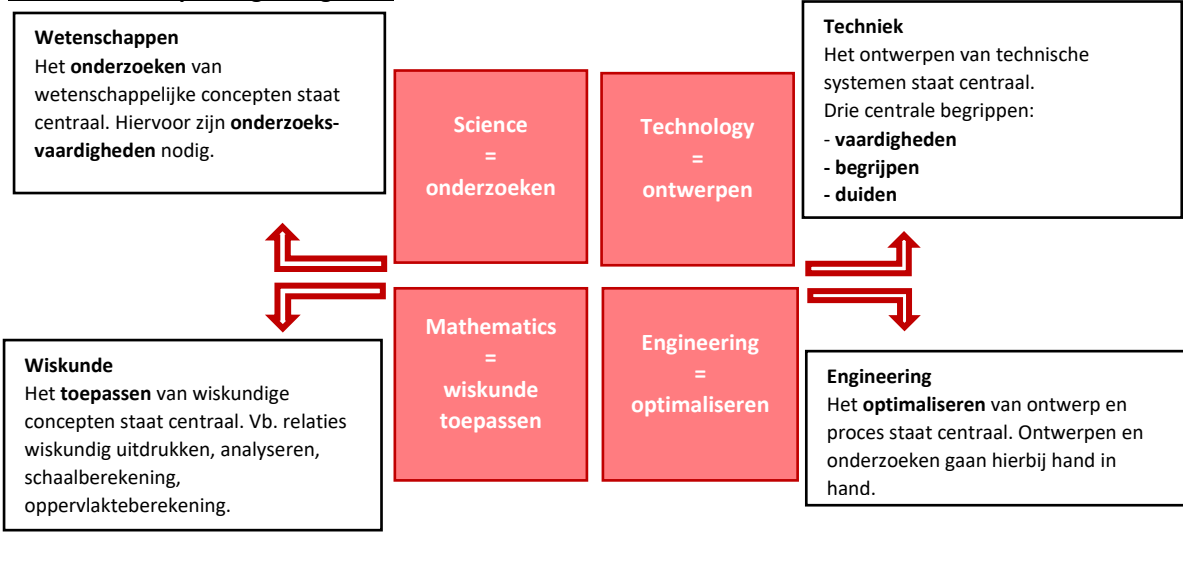 Wetenschappen
Het onderzoeken van
wetenschappelijke concepten staat
centraal. Hiervoor zijn onderzoeks-
vaardigheden nodig.
Science
=
onderzoeken
Technology
=
ontwerpen
Techniek
Het ontwerpen van technische
systemen staat centraal.
Drie centrale begrippen:
- vaardigheden
- begrijpen
- duiden
Wiskunde
Het toepassen van wiskundige
concepten staat centraal. Vb. relaties
wiskundig uitdrukken, analyseren,
schaalberekening,
oppervlakteberekening.
Mathematics
=
wiskunde
toepassen
Engineering
=
optimaliseren
Engineering
Het optimaliseren van ontwerp en
proces staat centraal. Ontwerpen en
onderzoeken gaan hierbij hand in
hand.